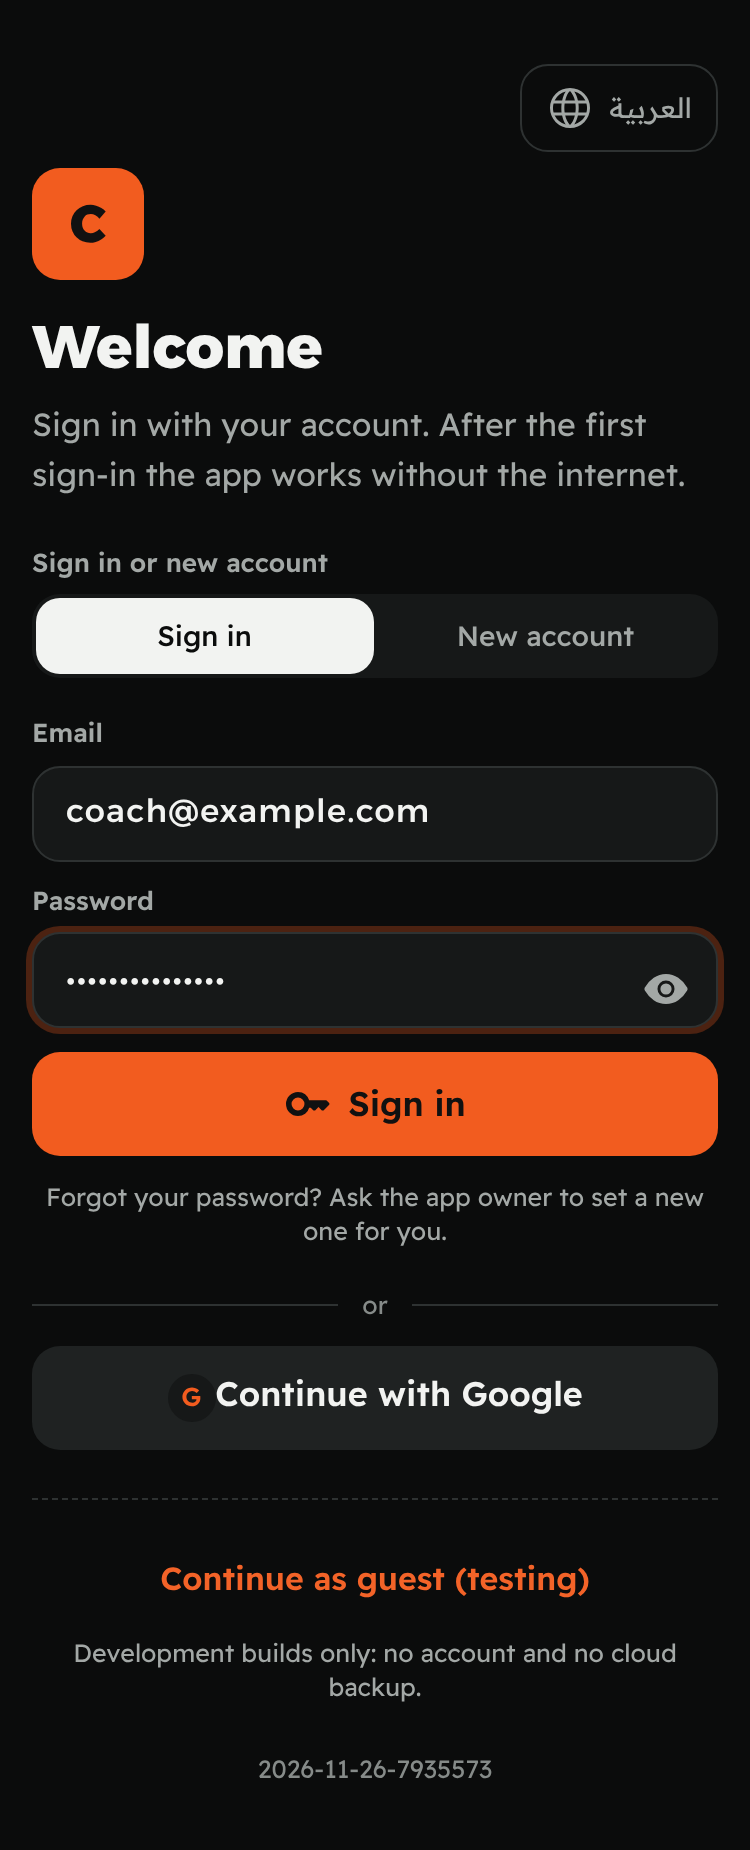 العربية
C
Welcome
Sign in with your account. After the first
sign-in the app works without the internet.
Sign in or new account
Sign in
New account
Email
coach@example.com
Password
•••••••••••••••
Sign in
Forgot your password? Ask the app owner to set a new
one for you.
or
G Continue with Google
Continue as guest (testing)
Development builds only: no account and no cloud
backup.
2026-11-26-7935573